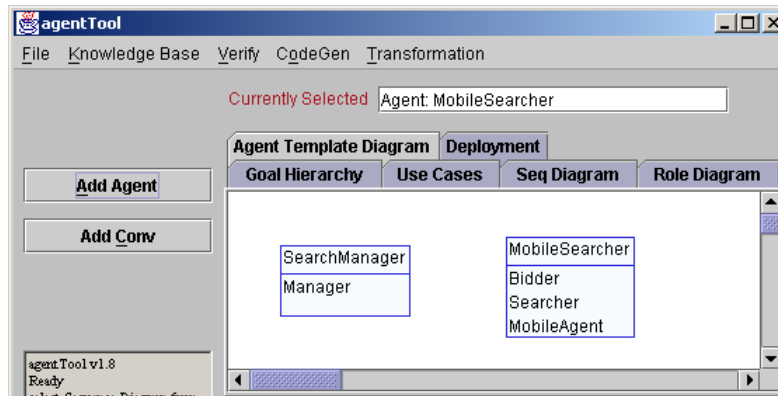 agentTool
File Knowledge Base Verify CodeGen Transformation
Currently Selected Agent: MobileSearcher
Agent Template Diagram Deployment
Goal Hierarchy Use Cases Seq Diagram Role Diagram
Add Agent
Add Conv
SearchManager
Manager
MobileSearcher
Bidder
Searcher
MobileAgent
agentTool v1.8
Ready